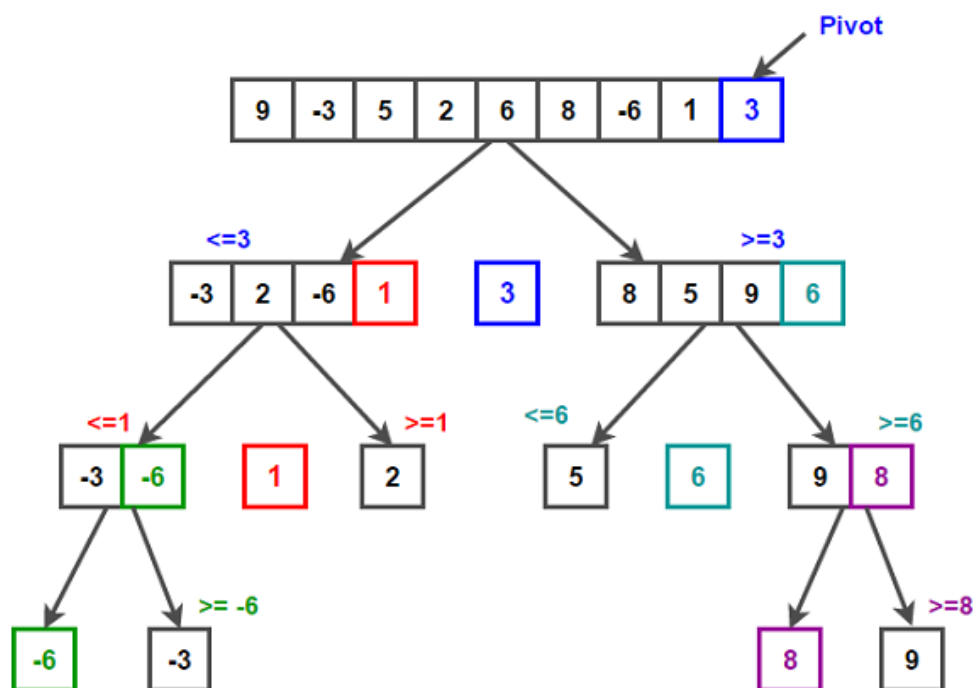 Pivot
9 -3 5 2 6 8 -6 1 3
<=3 >=3
-3 2 -6 1 3 8 5 9 6
<=1 >=1 <=6 >=6
-3 -6 1 2 5 6 9 8
>= -6 >=8
-6 -3 8 9